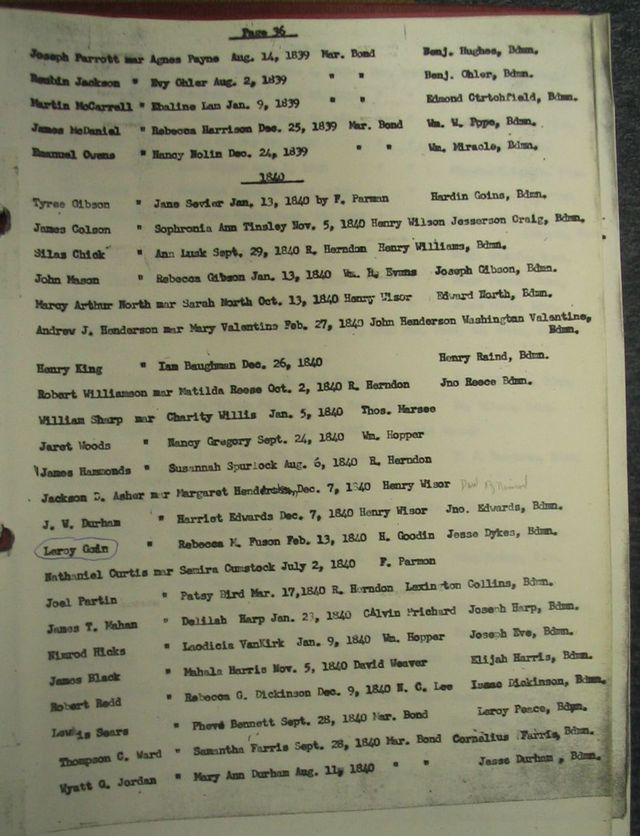 Page 36
Joseph Parrott mar Agnes Payne Aug. 14, 1839 Mar. Bond Benj. Hughes, Bdmn.
Reubin Jackson " Evy Ohler Aug. 2, 1839 " " Benj. Ohler, Bdmn.
Martin McCarrell " Ebaline Lan Jan. 9, 1839 " " Edmond Ctrtchfield, Bdmn.
James McDaniel " Rebecca Harrison Dec. 25, 1839 Mar. Bond Wm. W. Pppe, Bdmn.
Emanuel Owens " Nancy Nolin Dec. 24, 1839 " " Wm. Miracle, Bdmn.
1840
Tyree Gibson " Jane Sevier Jan. 13, 1840 by F. Parman Hardin Goins, Bdmn.
James Colson " Sophronia Ann Tinsley Nov. 5, 1840 Henry Wilson Jesserson Craig, Bdmn.
Silas Chick " Ann Lusk Sept. 29, 1840 R. Herndon Henry Williams, Bdmn.
John Mason " Rebecca Gibson Jan. 13, 1840 Wm. H. Evans Joseph Gibson, Bdmn.
Marcy Arthur North mar Sarah North Oct. 13, 1840 Henry Wisor Edward North, Bdmn.
Andrew J. Henderson mar Mary Valentine Feb. 27, 1840 John Henderson Washington Valentine,
Bdmn.
Henry King " Iam Baughman Dec. 26, 1840 Henry Raind, Bdmn.
Robert Williamson mar Matilda Reese Oct. 2, 1840 R. Herndon Jno Reece Bdmn.
William Sharp mar Charity Willis Jan. 5, 1840 Thos. Marsee
Jaret Woods " Nancy Gregory Sept. 24, 1840 Wm. Hopper
James Hammonds " Susannah Spurlock Aug. 6, 1840 R. Herndon
Jackson D. Asher mar Margaret Dec. 7, 1840 Henry Wisor
J. W. Durham " Harriet Edwards Dec. 7, 1840 Henry Wisor Jno. Edwards, Bdmn.
Leroy Goin " Rebecca M. Fuson Feb. 13, 1840 H. Goodin Jesse Dykes, Bdmn.
Nathaniel Curtis mar Semira Cumstock July 2, 1840 F. Parmon
Joel Partin " Patsy Bird Mar. 17,1840 R. Herndon Lexington Collins, Bdmn.
James T. Mahan " Delilah Harp Jan. 23, 1840 CAlvin Prichard Joseph Harp, Bdmn.
Nimrod Hicks " Laodicia VanKirk Jan. 9, 1840 Wm. Hopper Joseph Eve, Bdmn.
James Black " Mahala Harris Nov. 5, 1840 David Weaver Elijah Harris, Bdmn.
Robert Redd " Rebecca G. Dickinson Dec. 9, 1840 N. C. Lee Isaac Dickinson, Bdmn.
Lewis Sears " Pheve Bennett Sept. 28, 1840 Mar. Bond Leroy Peace, Bdmn.
Thompson C. Ward " Samantha Farris Sept. 28, 1840 Mar. Bond Cornelius Farris, Bdmn.
Wyatt G. Jordan " Mary Ann Durham Aug. 11, 1840 " " Jesse Durham, Bdmn.